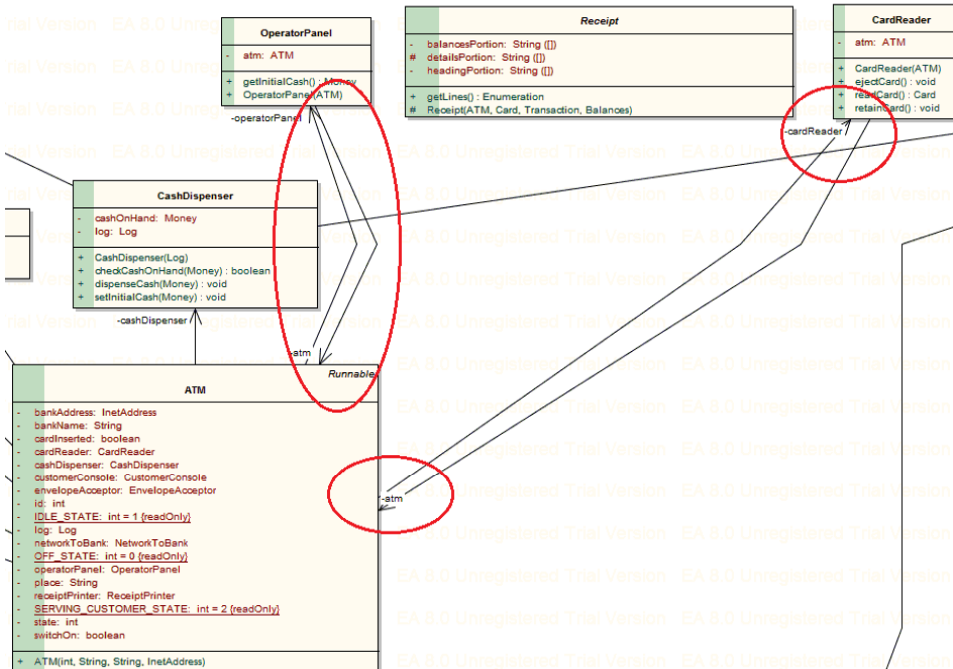 OperatorPanel
- atm: ATM
+ getInitialCash() : Money
+ OperatorPanel(ATM)
-operatorPanel
Receipt
- balancesPortion: String ([])
# detailsPortion: String ([])
- headingPortion: String ([])
+ getLines() : Enumeration
# Receipt(ATM, Card, Transaction, Balances)
CardReader
- atm: ATM
+ CardReader(ATM)
+ ejectCard() : void
+ readCard() : Card
+ retainCard() : void
-cardReader
CashDispenser
- cashOnHand: Money
- log: Log
+ CashDispenser(Log)
+ checkCashOnHand(Money) : boolean
+ dispenseCash(Money) : void
+ setInitialCash(Money) : void
-cashDispenser
-atm
Runnable
ATM
- bankAddress: InetAddress
- bankName: String
- cardInserted: boolean
- cardReader: CardReader
- cashDispenser: CashDispenser
- customerConsole: CustomerConsole
- envelopeAcceptor: EnvelopeAcceptor
- id: int
- IDLE_STATE: int = 1 {readOnly}
- log: Log
- networkToBank: NetworkToBank
- OFF_STATE: int = 0 {readOnly}
- operatorPanel: OperatorPanel
- place: String
- receiptPrinter: ReceiptPrinter
- SERVING_CUSTOMER_STATE: int = 2 {readOnly}
- state: int
- switchOn: boolean
+ ATM(int, String, String, InetAddress)
-atm
EA 8.0 Unregistered Trial Version